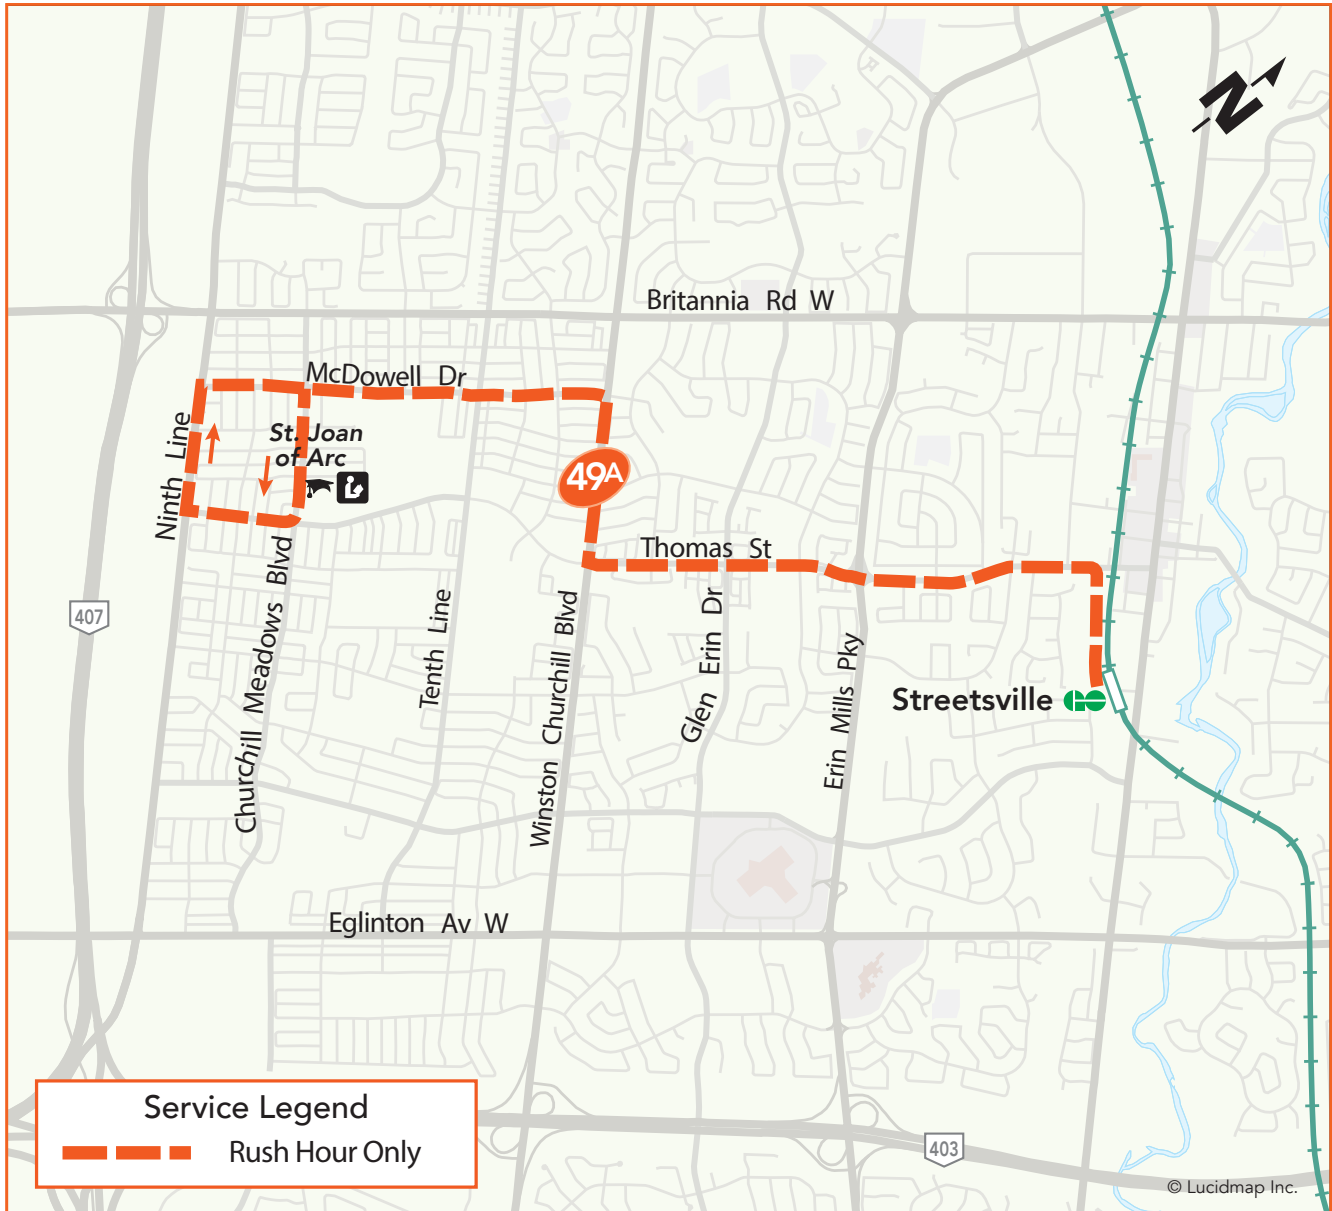 N
Britannia Rd W
McDowell Dr
Ninth Line
St. Joan
of Arc
49A
Thomas St
Churchill Meadows Blvd
Tenth Line
Winston Churchill Blvd
Glen Erin Dr
Erin Mills Pky
407
Streetsville
GO
Eglinton Av W
Service Legend
Rush Hour Only
403
© Lucidmap Inc.